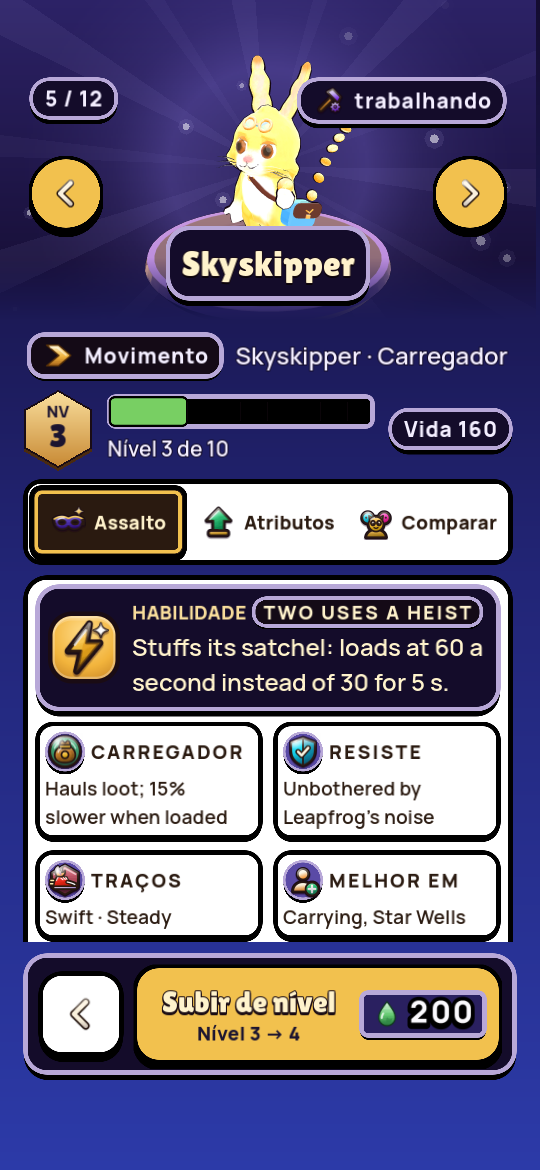 5 / 12
trabalhando
Skyskipper
Movimento
Skyskipper · Carregador
NV
3
Nível 3 de 10
Vida 160
Assalto
Atributos
Comparar
HABILIDADE
TWO USES A HEIST
Stuffs its satchel: loads at 60 a
second instead of 30 for 5 s.
CARREGADOR
Hauls loot; 15%
slower when loaded
RESISTE
Unbothered by
Leapfrog's noise
TRAÇOS
Swift · Steady
MELHOR EM
Carrying, Star Wells
Subir de nível
Nível 3 → 4
200